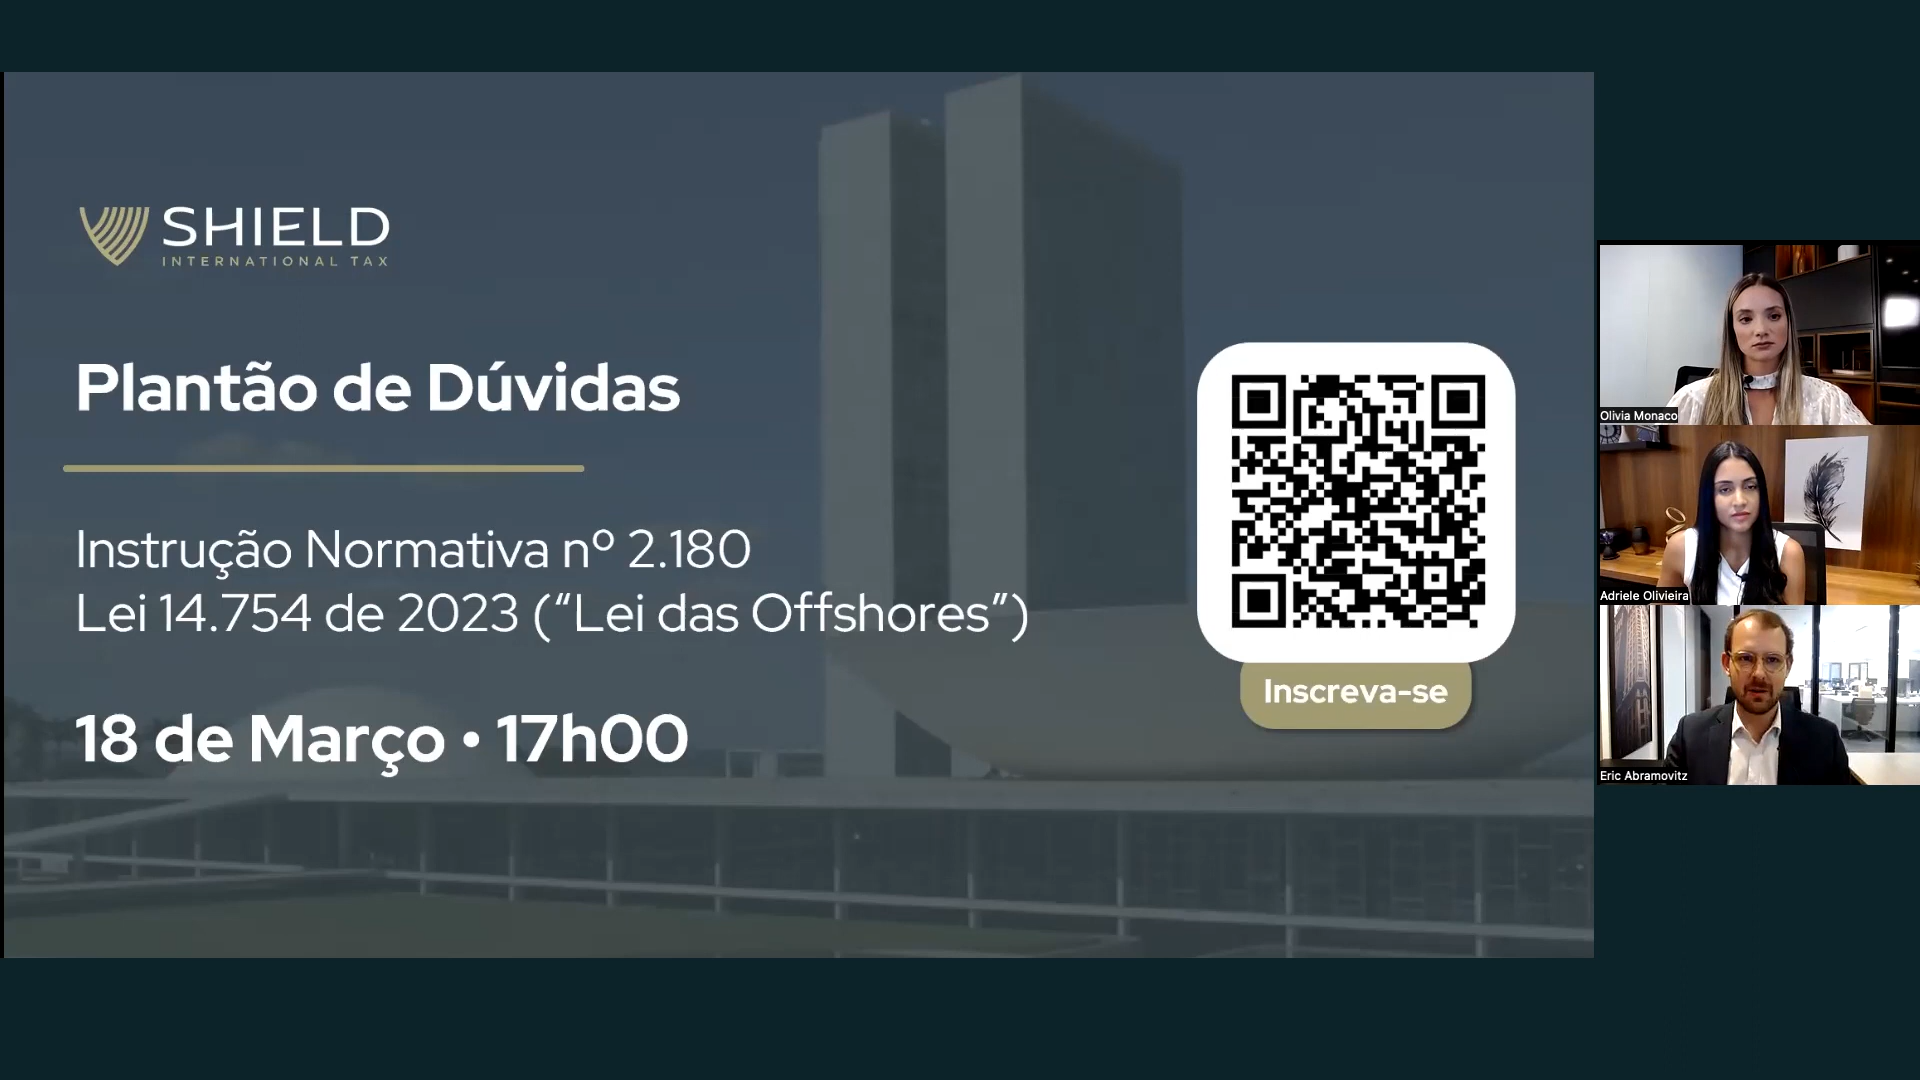 SHIELD
INTERNATIONAL TAX
Plantão de Dúvidas
Instrução Normativa nº 2.180
Lei 14.754 de 2023 (“Lei das Offshores”)
18 de Março • 17h00
Inscreva-se
Olivia Monaco
Adriele Olivieira
Eric Abramovitz